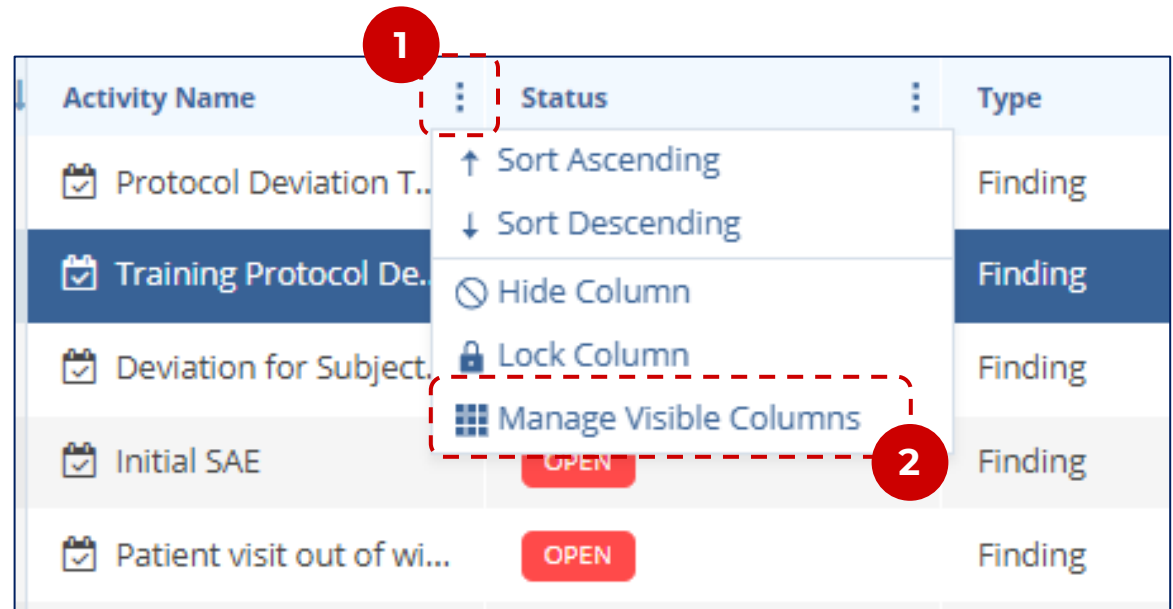 1
Activity Name Status Type
Sort Ascending
Protocol Deviation T... Finding
Sort Descending
Training Protocol De... Finding
Hide Column
Lock Column
Deviation for Subject... Finding
Manage Visible Columns
2
Initial SAE OPEN Finding
Patient visit out of wi... OPEN Finding